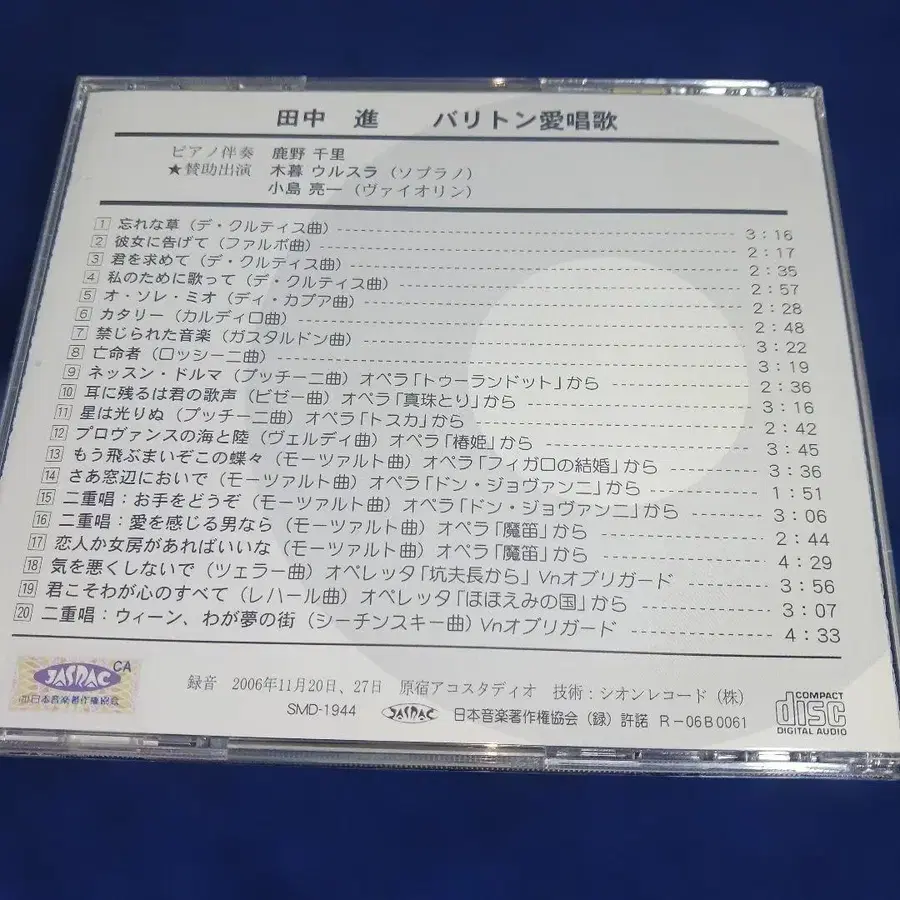 田中 進 バリトン愛唱歌
ピアノ伴奏 鹿野 千里
★賛助出演 木暮 ウルスラ（ソプラノ）
小島 亮一（ヴァイオリン）
1 忘れな草（デ・クルティス曲） 3：16
2 彼女に告げて（ファルボ曲） 2：17
3 君を求めて（デ・クルティス曲） 2：35
4 私のために歌って（デ・クルティス曲） 2：57
5 オ・ソレ・ミオ（ディ・カプア曲） 2：28
6 カタリー（カルディロ曲） 2：48
7 禁じられた音楽（ガスタルドン曲） 3：22
8 亡命者（ロッシーニ曲） 3：19
9 ネッスン・ドルマ（プッチーニ曲）オペラ「トゥーランドット」から 2：36
10 耳に残るは君の歌声（ビゼー曲）オペラ「真珠とり」から 3：16
11 星は光りぬ（プッチーニ曲）オペラ「トスカ」から 2：42
12 プロヴァンスの海と陸（ヴェルディ曲）オペラ「椿姫」から 3：45
13 もう飛ぶまいぞこの蝶々（モーツァルト曲）オペラ「フィガロの結婚」から 3：36
14 さあ窓辺においで（モーツァルト曲）オペラ「ドン・ジョヴァンニ」から 1：51
15 二重唱：お手をどうぞ（モーツァルト曲）オペラ「ドン・ジョヴァンニ」から 3：06
16 二重唱：愛を感じる男なら（モーツァルト曲）オペラ「魔笛」から 2：44
17 恋人か女房があればいいな（モーツァルト曲）オペラ「魔笛」から 4：29
18 気を悪くしないで（ツェラー曲）オペレッタ「坑夫長から」Vnオブリガード 3：56
19 君こそわが心のすべて（レハール曲）オペレッタ「ほほえみの国」から 3：07
20 二重唱：ウィーン、わが夢の街（シーチンスキー曲）Vnオブリガード 4：33
JASRAC CA
録音 2006年11月20日、27日 原宿アコスタディオ 技術：シオンレコード（株）
SMD-1944 JASRAC 日本音楽著作権協会（録）許諾 R-06B0061
COMPACT disc DIGITAL AUDIO